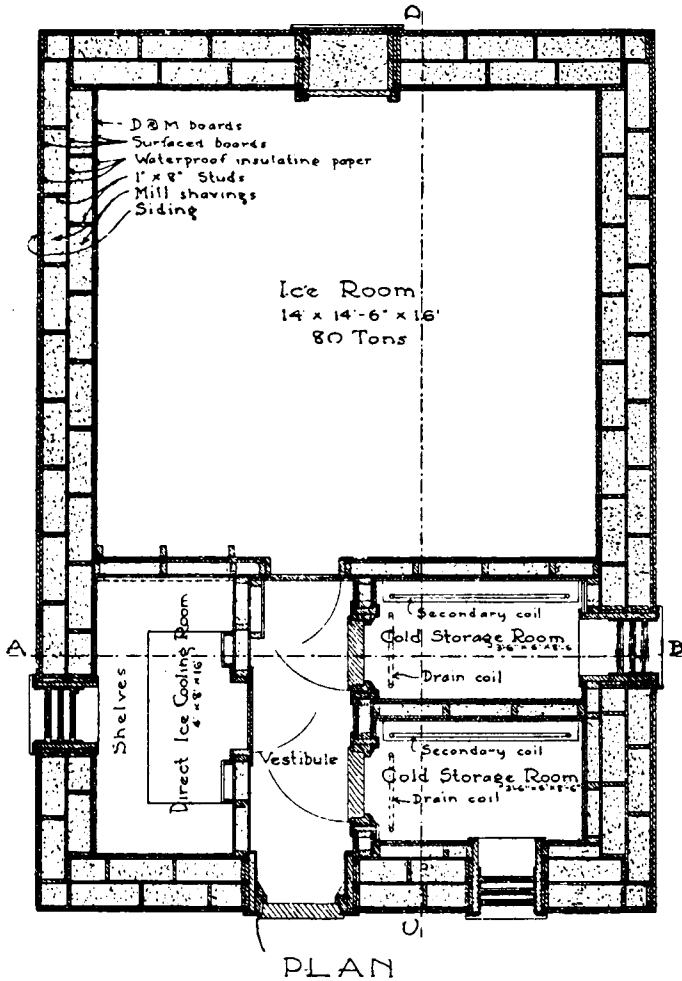 D
D & M boards
Surfaced boards
Waterproof insulating paper
1" x 8" Studs
Mill shavings
Siding
Ice Room
14' x 14'-6" x 16'
80 Tons
Secondary coil
Cold Storage Room
A
B
Drain coil
Shelves
Direct Ice Cooling Room
Vestibule
Secondary coil
Cold Storage Room
Drain coil
C
PLAN